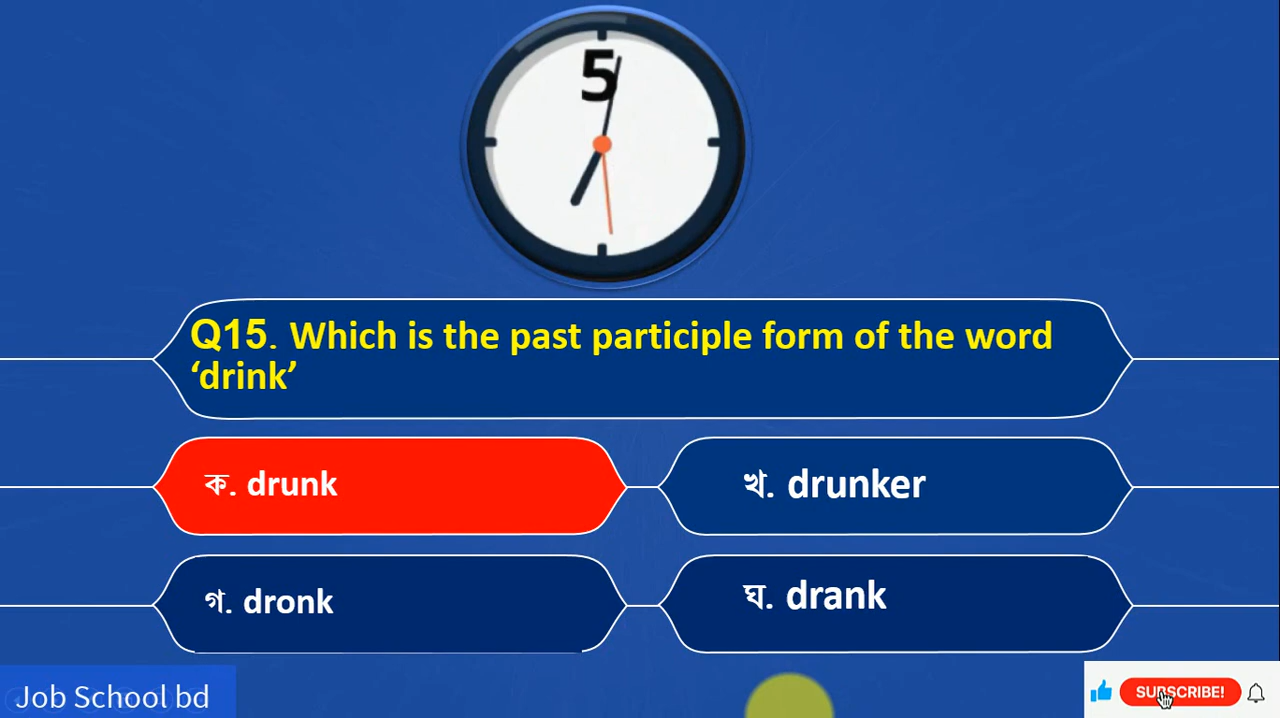 5
Q15. Which is the past participle form of the word
‘drink’
ক. drunk
খ. drunker
গ. dronk
ঘ. drank
Job School bd
SUBSCRIBE!